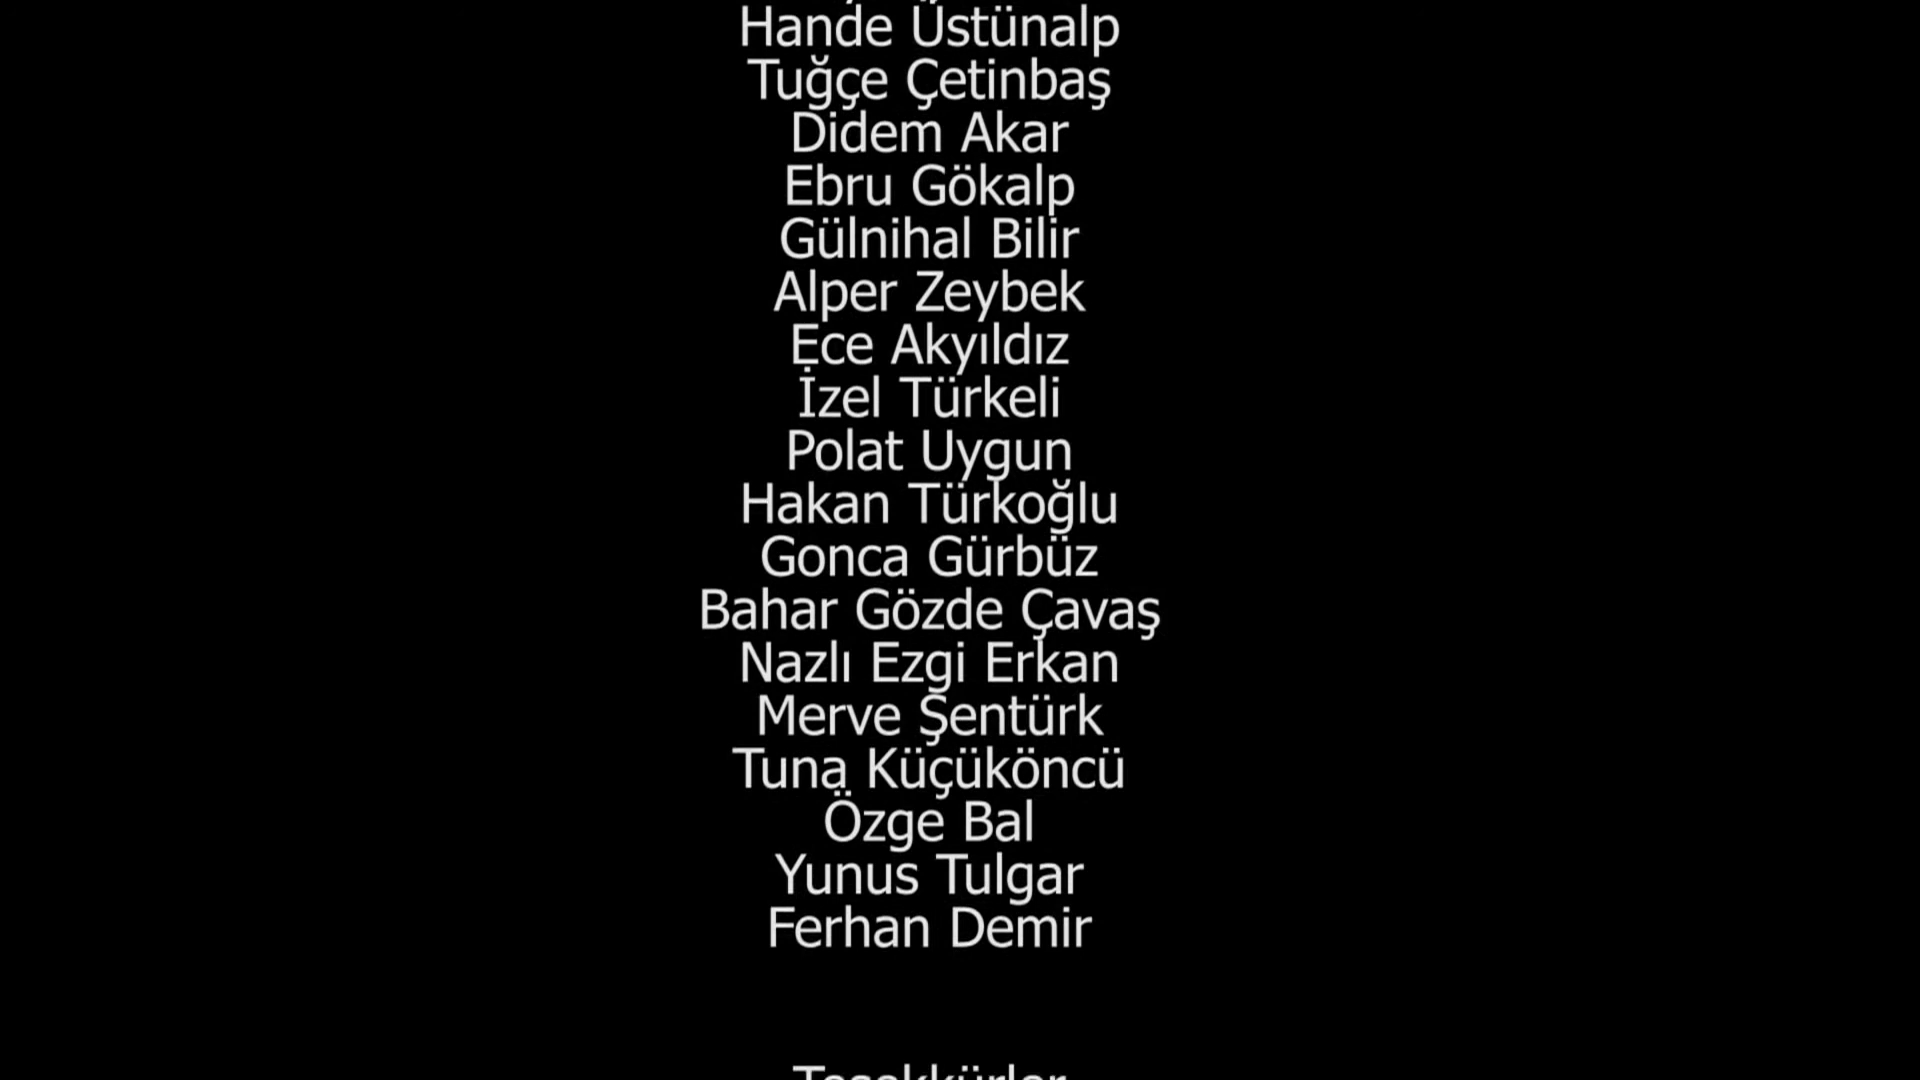 Hande Üstünalp
Tuğçe Çetinbaş
Didem Akar
Ebru Gökalp
Gülnihal Bilir
Alper Zeybek
Ece Akyıldız
İzel Türkeli
Polat Uygun
Hakan Türkoğlu
Gonca Gürbüz
Bahar Gözde Çavaş
Nazlı Ezgi Erkan
Merve Şentürk
Tuna Küçüköncü
Özge Bal
Yunus Tulgar
Ferhan Demir
Teşekkürler